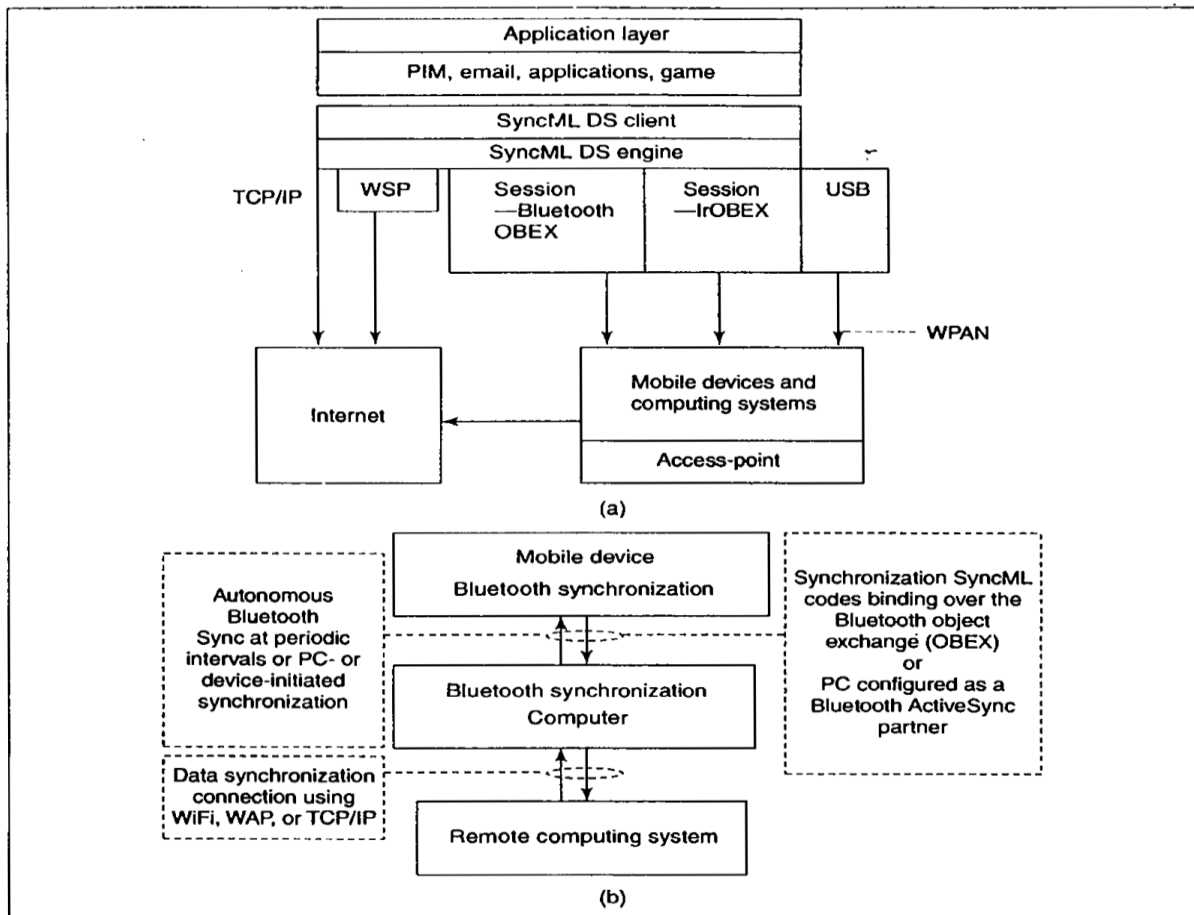 Application layer
PIM, email, applications, game
SyncML DS client
SyncML DS engine
TCP/IP
WSP
Session
—Bluetooth
OBEX
Session
—IrOBEX
USB
WPAN
Internet
Mobile devices and
computing systems
Access-point
(a)
Autonomous
Bluetooth
Sync at periodic
intervals or PC- or
device-initiated
synchronization
Mobile device
Bluetooth synchronization
Synchronization SyncML
codes binding over the
Bluetooth object
exchange (OBEX)
or
PC configured as a
Bluetooth ActiveSync
partner
Bluetooth synchronization
Computer
Data synchronization
connection using
WiFi, WAP, or TCP/IP
Remote computing system
(b)